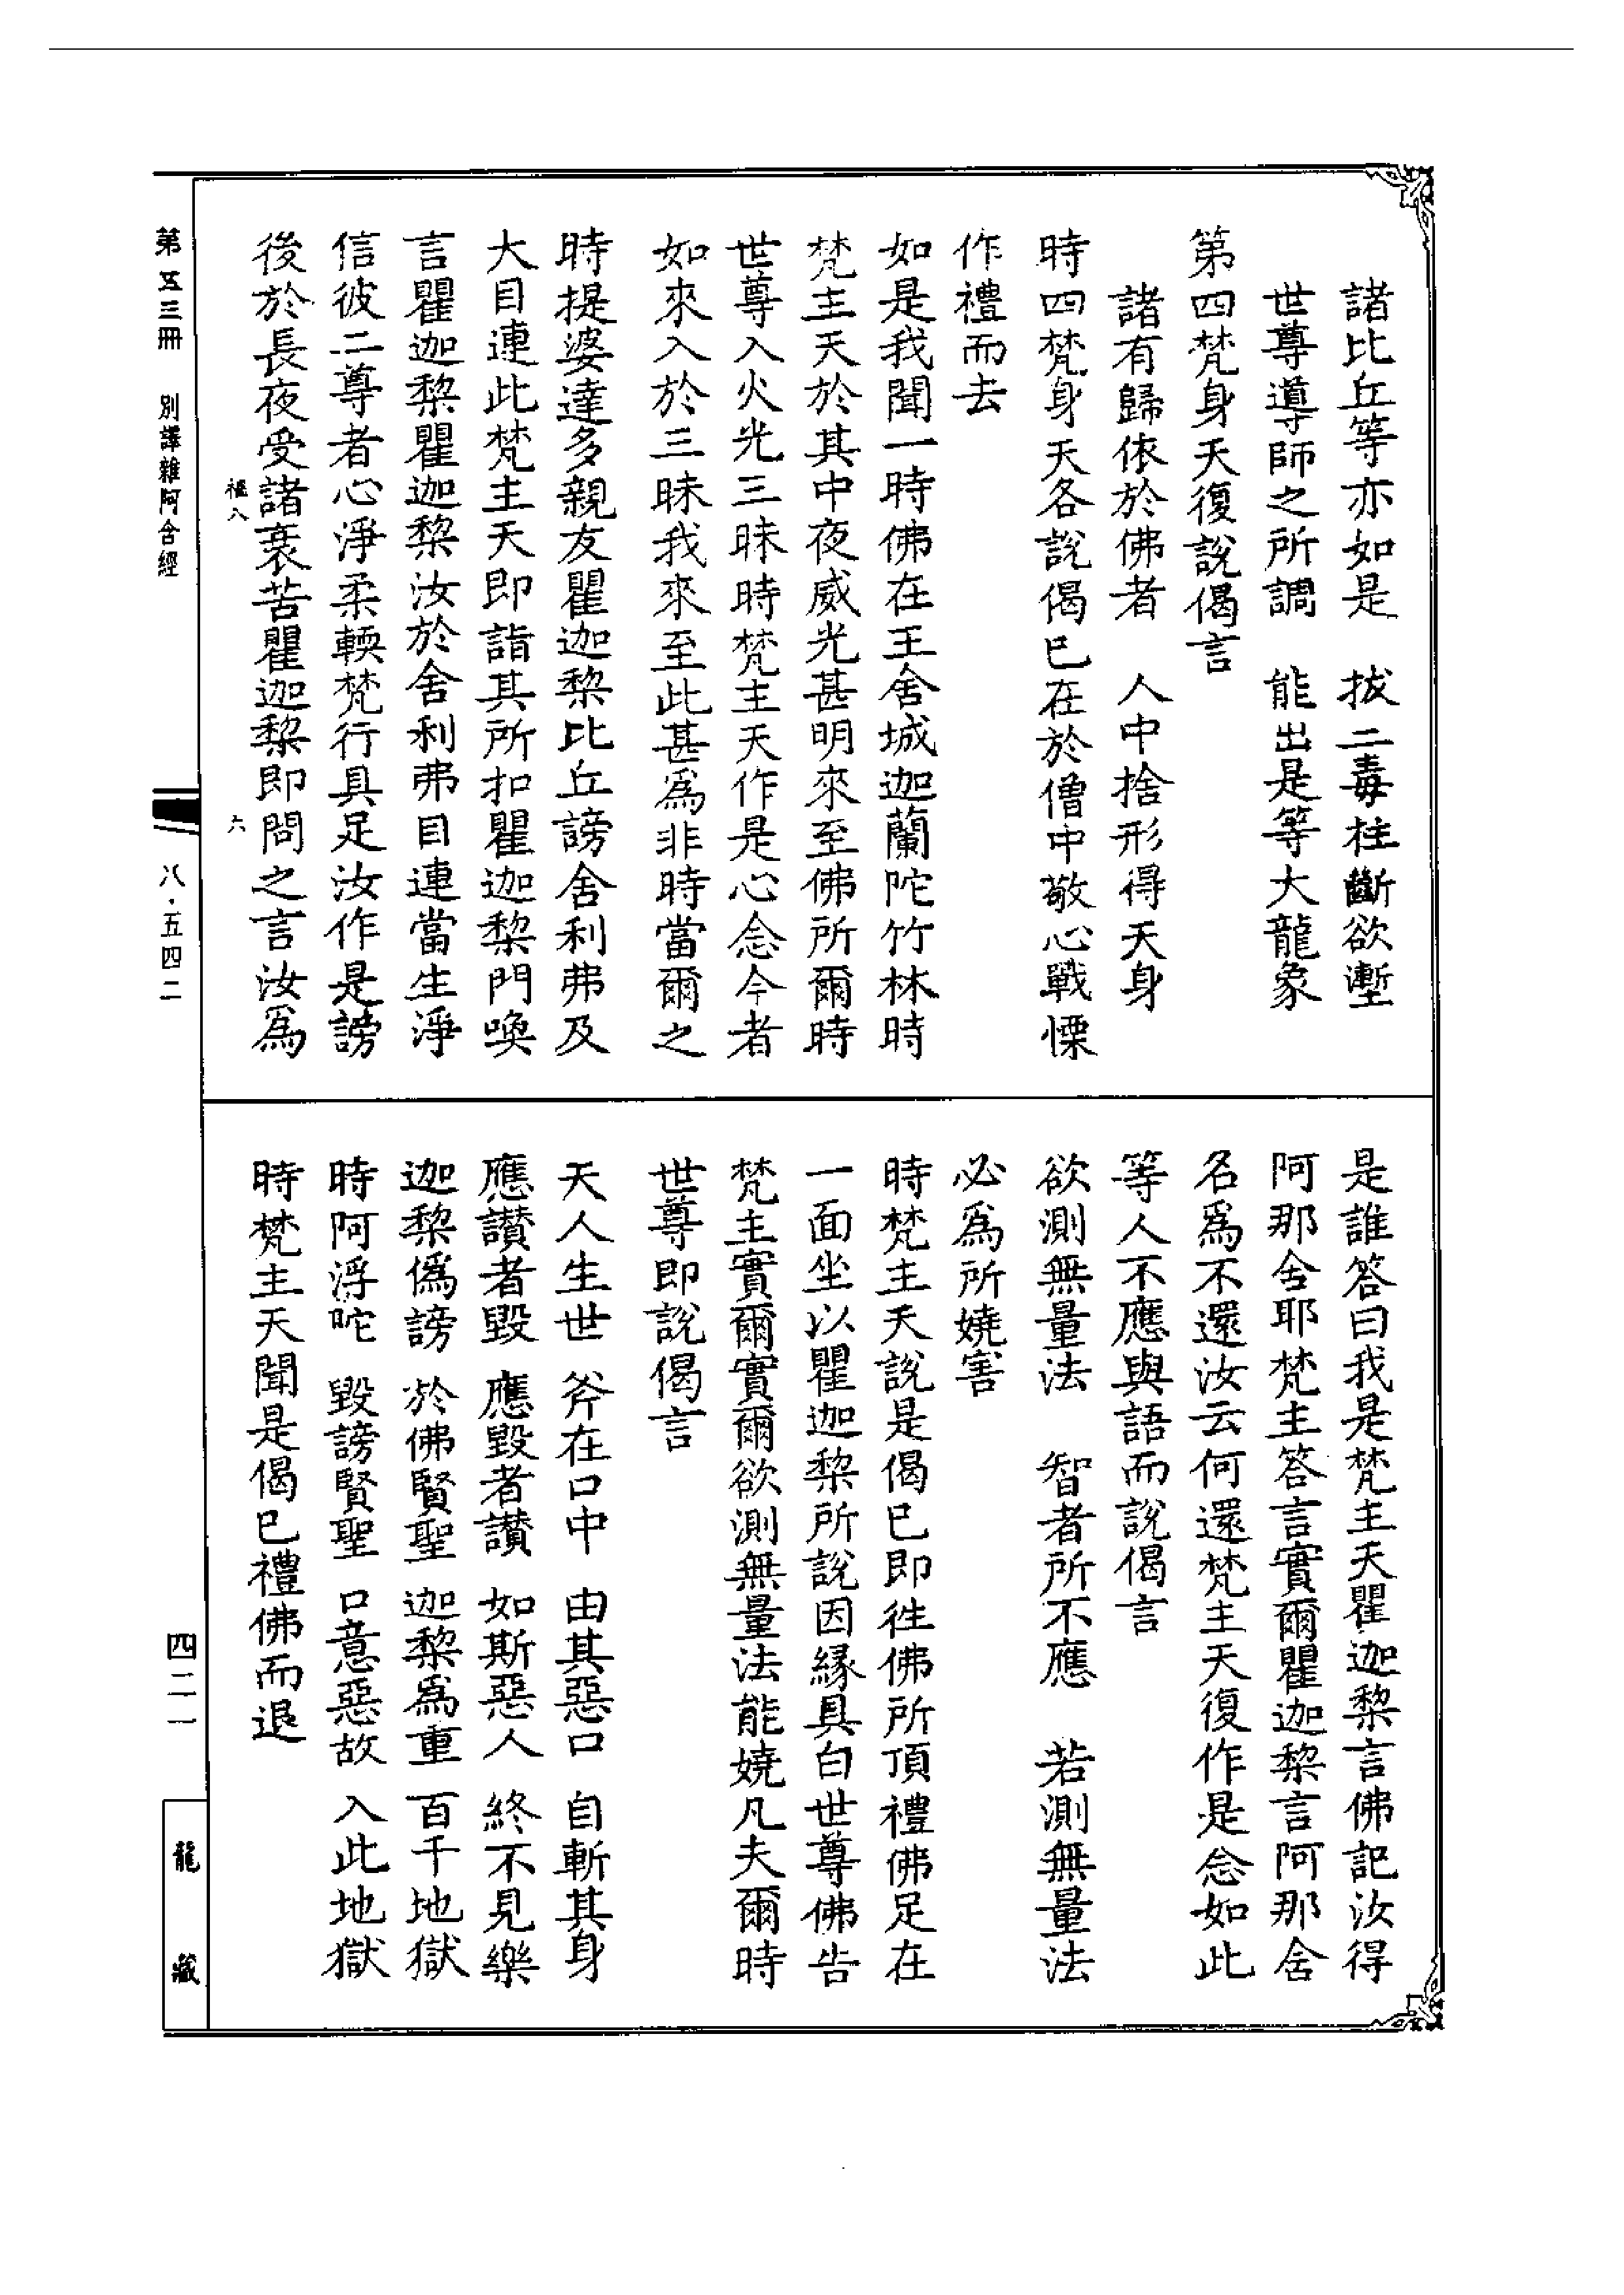 諸比丘等亦如是　拔二毒柱斷欲塹
世尊導師之所調　能出是等大龍象
第四梵身天復說偈言
諸有歸依於佛者　人中捨形得天身
時四梵身天各說偈已在於僧中敬心戰慄
作禮而去
如是我聞一時佛在王舍城迦蘭陀竹林時
梵主天於其中夜威光甚明來至佛所爾時
世尊入火光三昧時梵主天作是心念今者
如來入於三昧我來至此甚為非時當爾之
時提婆達多親友瞿迦梨比丘謗舍利弗及
大目連此梵主天即詣其所扣瞿迦梨門喚
言瞿迦梨瞿迦梨汝於舍利弗目連當生淨
信彼二尊者心淨柔輭梵行具足汝作是謗
後於長夜受諸衰苦瞿迦梨即問之言汝為
是誰答曰我是梵主天瞿迦梨言佛記汝得
阿那舍耶梵主答言實爾瞿迦梨言阿那舍
名為不還汝云何還梵主天復作是念如此
等人不應與語而說偈言
欲測無量法　智者所不應　若測無量法
必為所嬈害
時梵主天說是偈已即往佛所頂禮佛足在
一面坐以瞿迦梨所說因緣具白世尊佛告
梵主實爾實爾欲測無量法能嬈凡夫爾時
世尊即說偈言
天人生世　斧在口中　由其惡口　自斬其身
應讚者毀　應毀者讚　如斯惡人　終不見樂
迦梨偽謗　於佛賢聖　迦梨為重　百千地獄
時阿浮陀　毀謗賢聖　口意惡故　入此地獄
時梵主天聞是偈已禮佛而退
福八　六
第五三冊　別譯雜阿含經　八·五四二　四二一　龍藏